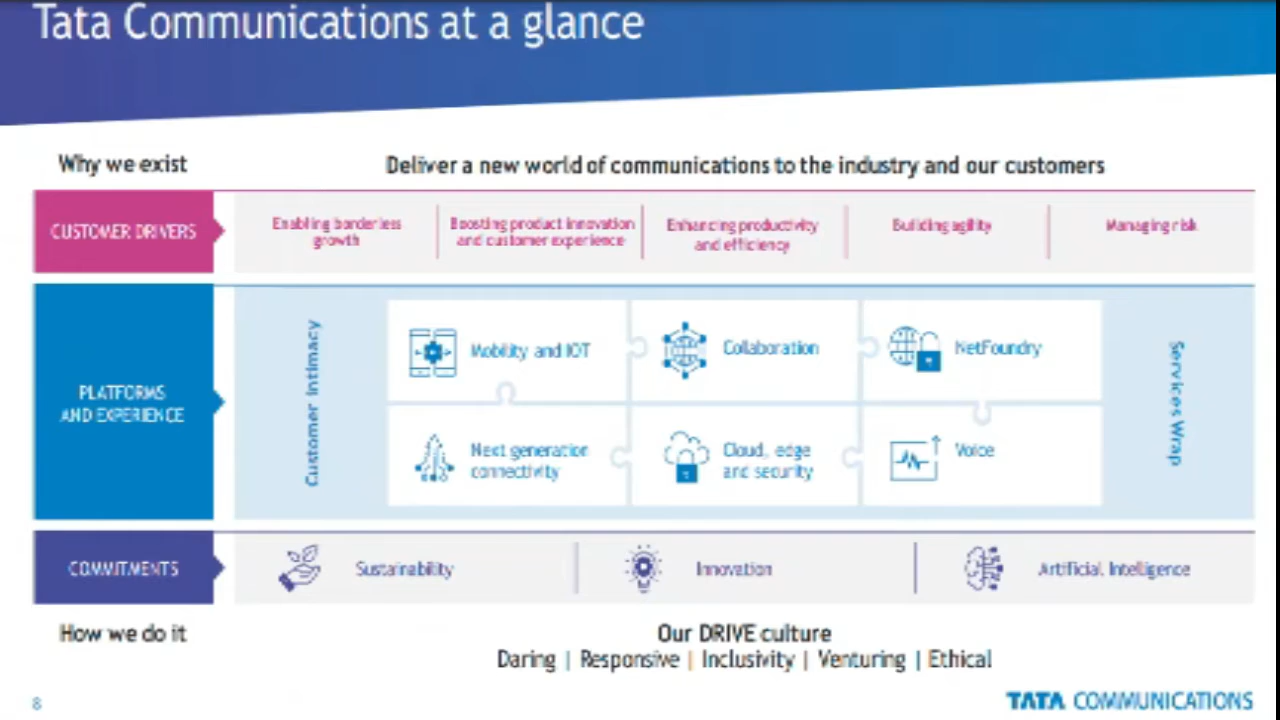 Tata Communications at a glance
Why we exist
Deliver a new world of communications to the industry and our customers
CUSTOMER DRIVERS
Enabling borderless
growth
Boosting product innovation
and customer experience
Enhancing productivity
and efficiency
Building agility
Managing risk
PLATFORMS
AND EXPERIENCE
Customer Intimacy
Mobility and IOT
Collaboration
NetFoundry
Next generation
connectivity
Cloud, edge
and security
Voice
Services Wrap
COMMITMENTS
Sustainability
Innovation
Artificial Intelligence
How we do it
Our DRIVE culture
Daring | Responsive | Inclusivity | Venturing | Ethical
8
TATA COMMUNICATIONS